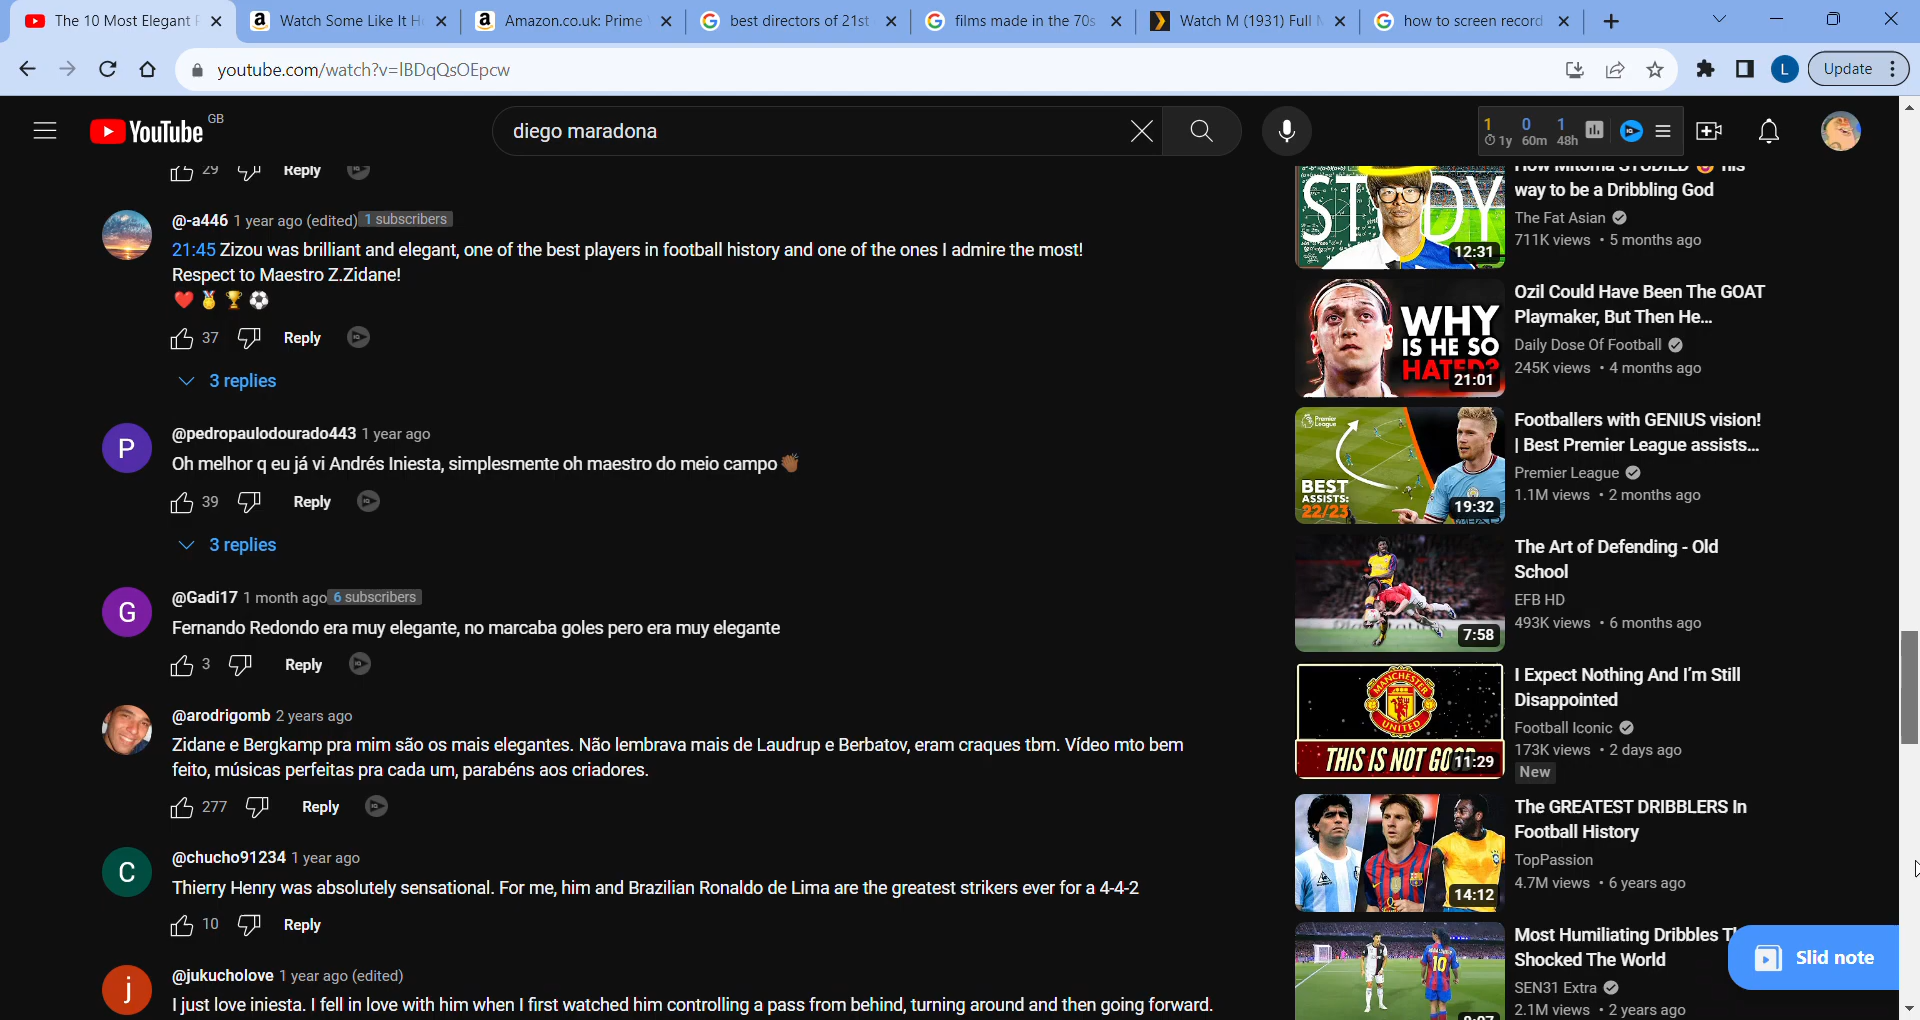 The 10 Most Elegant
Watch Some Like It H
Amazon.co.uk: Prime
best directors of 21st
films made in the 70s
Watch M (1931) Full
how to screen record
youtube.com/watch?v=IBDqQsOEpcw
L
Update
YouTube GB
diego maradona
1 0 1
1y 60m 48h
29 Reply
@-a446 1 year ago (edited) 1 subscribers
21:45 Zizou was brilliant and elegant, one of the best players in football history and one of the ones I admire the most!
Respect to Maestro Z.Zidane!
❤️🏅🏆⚽
37 Reply
3 replies
P
@pedropaulodourado443 1 year ago
Oh melhor q eu já vi Andrés Iniesta, simplesmente oh maestro do meio campo👏🏾
39 Reply
3 replies
G
@Gadi17 1 month ago 6 subscribers
Fernando Redondo era muy elegante, no marcaba goles pero era muy elegante
3 Reply
@arodrigomb 2 years ago
Zidane e Bergkamp pra mim são os mais elegantes. Não lembrava mais de Laudrup e Berbatov, eram craques tbm. Vídeo mto bem
feito, músicas perfeitas pra cada um, parabéns aos criadores.
277 Reply
C
@chucho91234 1 year ago
Thierry Henry was absolutely sensational. For me, him and Brazilian Ronaldo de Lima are the greatest strikers ever for a 4-4-2
10 Reply
j
@jukucholove 1 year ago (edited)
I just love iniesta. I fell in love with him when I first watched him controlling a pass from behind, turning around and then going forward.
STUDY
12:31
How Mitoma STUDIED 😳 his
way to be a Dribbling God
The Fat Asian
711K views • 5 months ago
WHY
IS HE SO
HATED?
21:01
Ozil Could Have Been The GOAT
Playmaker, But Then He...
Daily Dose Of Football
245K views • 4 months ago
Premier
League
BEST
ASSISTS:
22/23
19:32
Footballers with GENIUS vision!
| Best Premier League assists...
Premier League
1.1M views • 2 months ago
7:58
The Art of Defending - Old
School
EFB HD
493K views • 6 months ago
MANCHESTER
UNITED
THIS IS NOT
11:29
I Expect Nothing And I'm Still
Disappointed
Football Iconic
173K views • 2 days ago
New
14:12
The GREATEST DRIBBLERS In
Football History
TopPassion
4.7M views • 6 years ago
10
Most Humiliating Dribbles
Shocked The World
SEN31 Extra
2.1M views • 2 years ago
Slid note